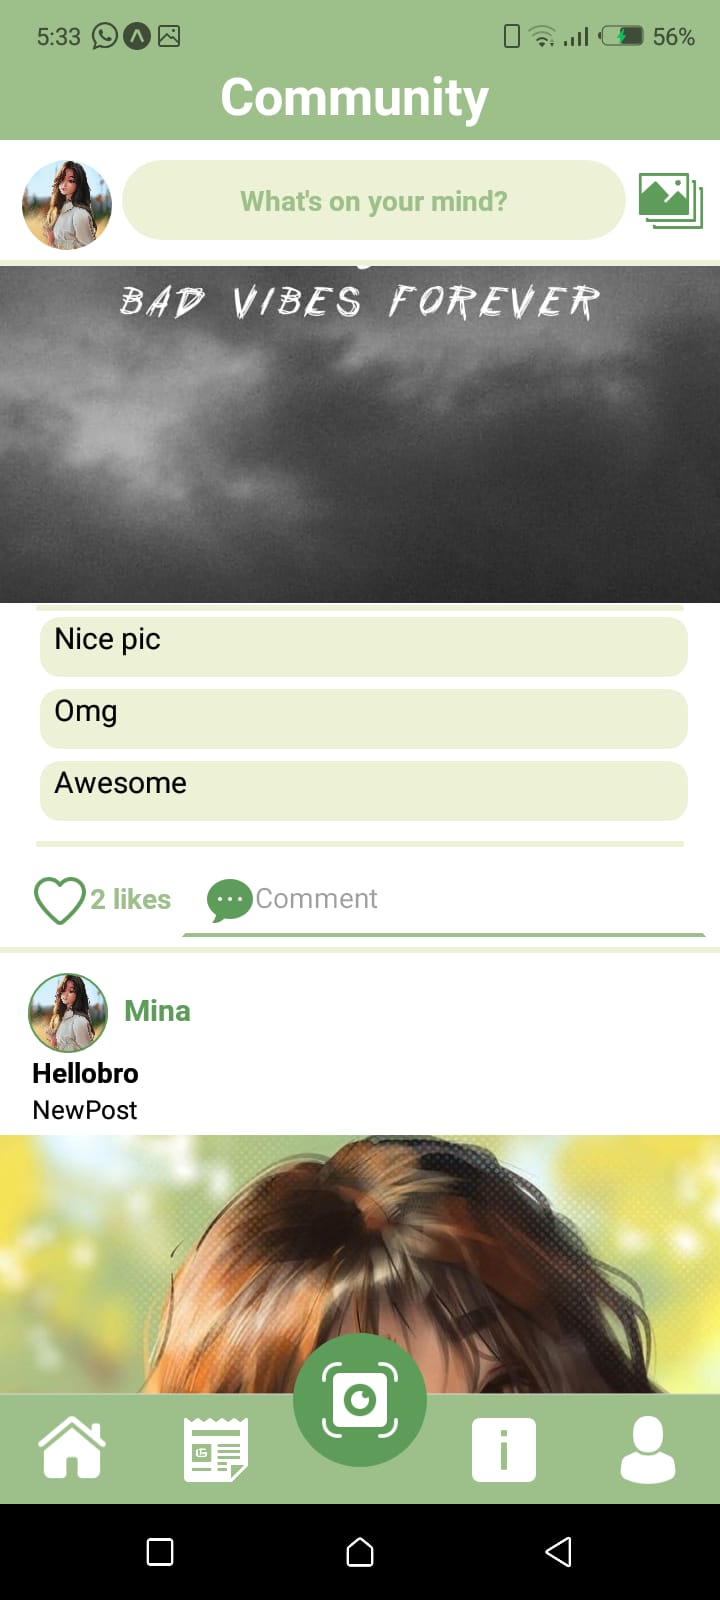 5:33 56%
Community
What's on your mind?
BAD VIBES FOREVER
Nice pic
Omg
Awesome
2 likes Comment
Mina
Hellobro
NewPost